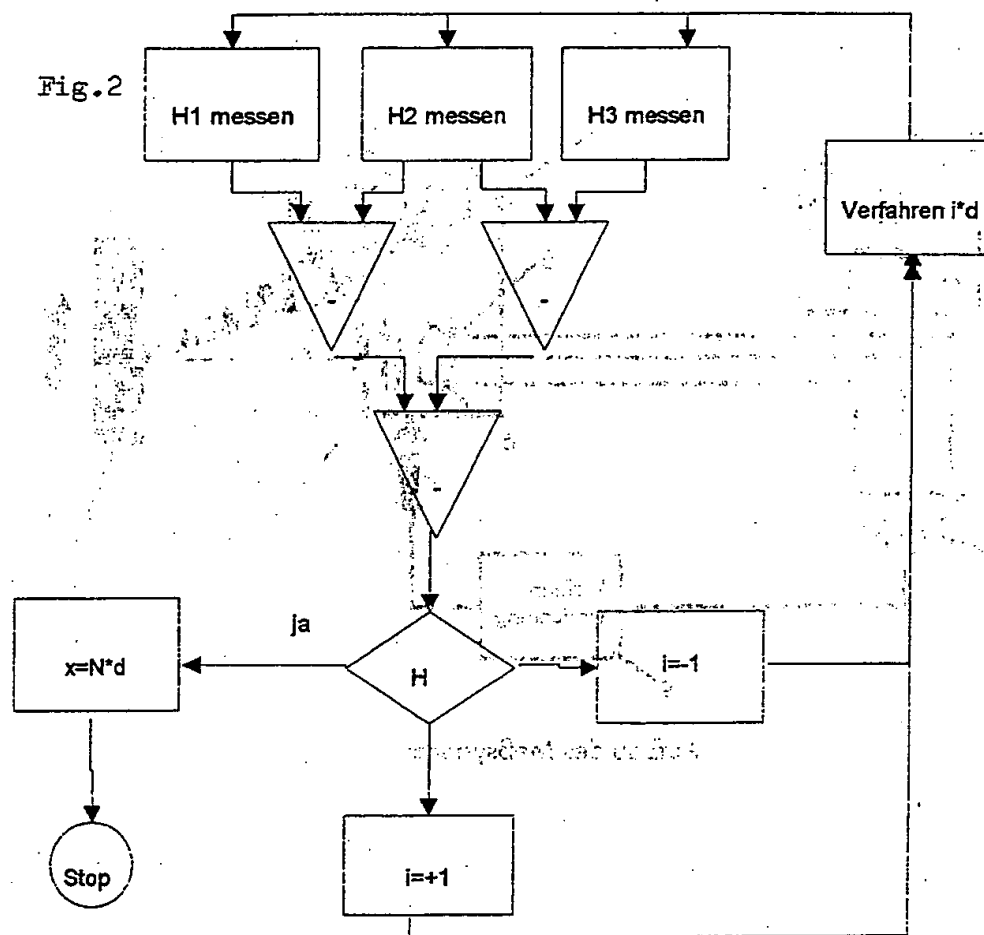 Fig.2
H1 messen
H2 messen
H3 messen
Verfahren i*d
-
-
-
ja
x=N*d
H
i=-1
Stop
i=+1